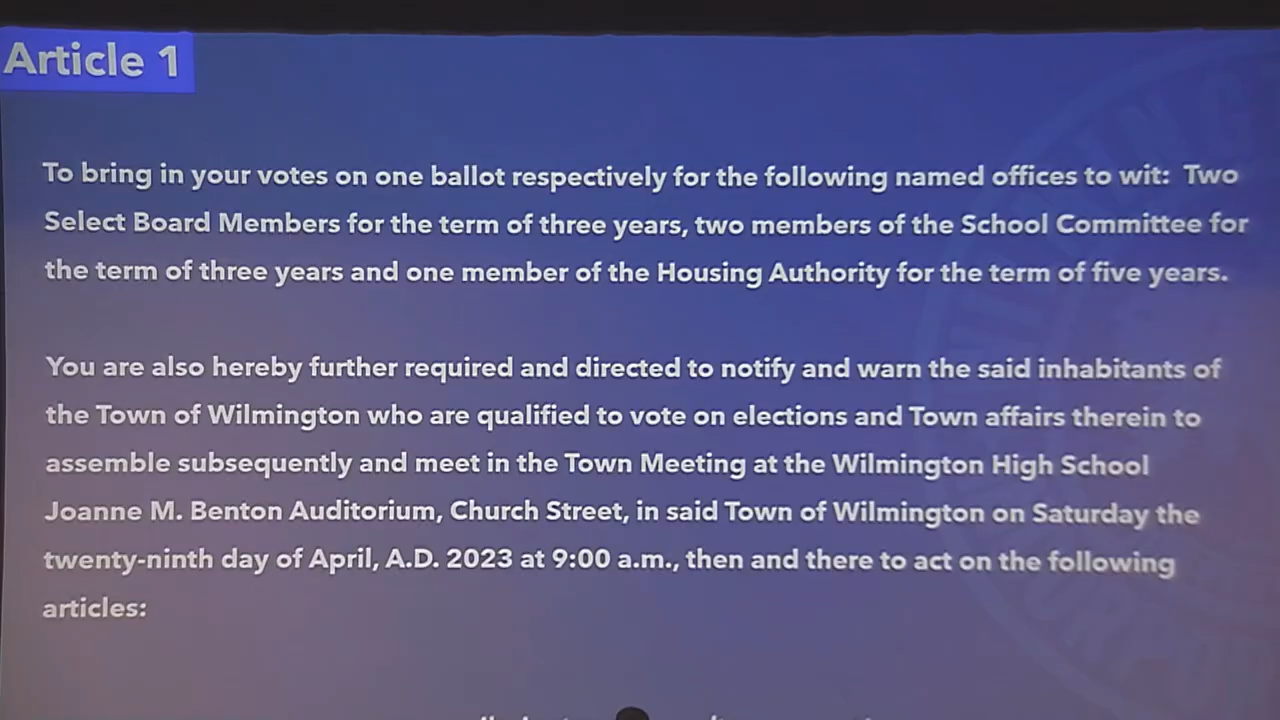 Article 1
To bring in your votes on one ballot respectively for the following named offices to wit: Two
Select Board Members for the term of three years, two members of the School Committee for
the term of three years and one member of the Housing Authority for the term of five years.
You are also hereby further required and directed to notify and warn the said inhabitants of
the Town of Wilmington who are qualified to vote on elections and Town affairs therein to
assemble subsequently and meet in the Town Meeting at the Wilmington High School
Joanne M. Benton Auditorium, Church Street, in said Town of Wilmington on Saturday the
twenty-ninth day of April, A.D. 2023 at 9:00 a.m., then and there to act on the following
articles: